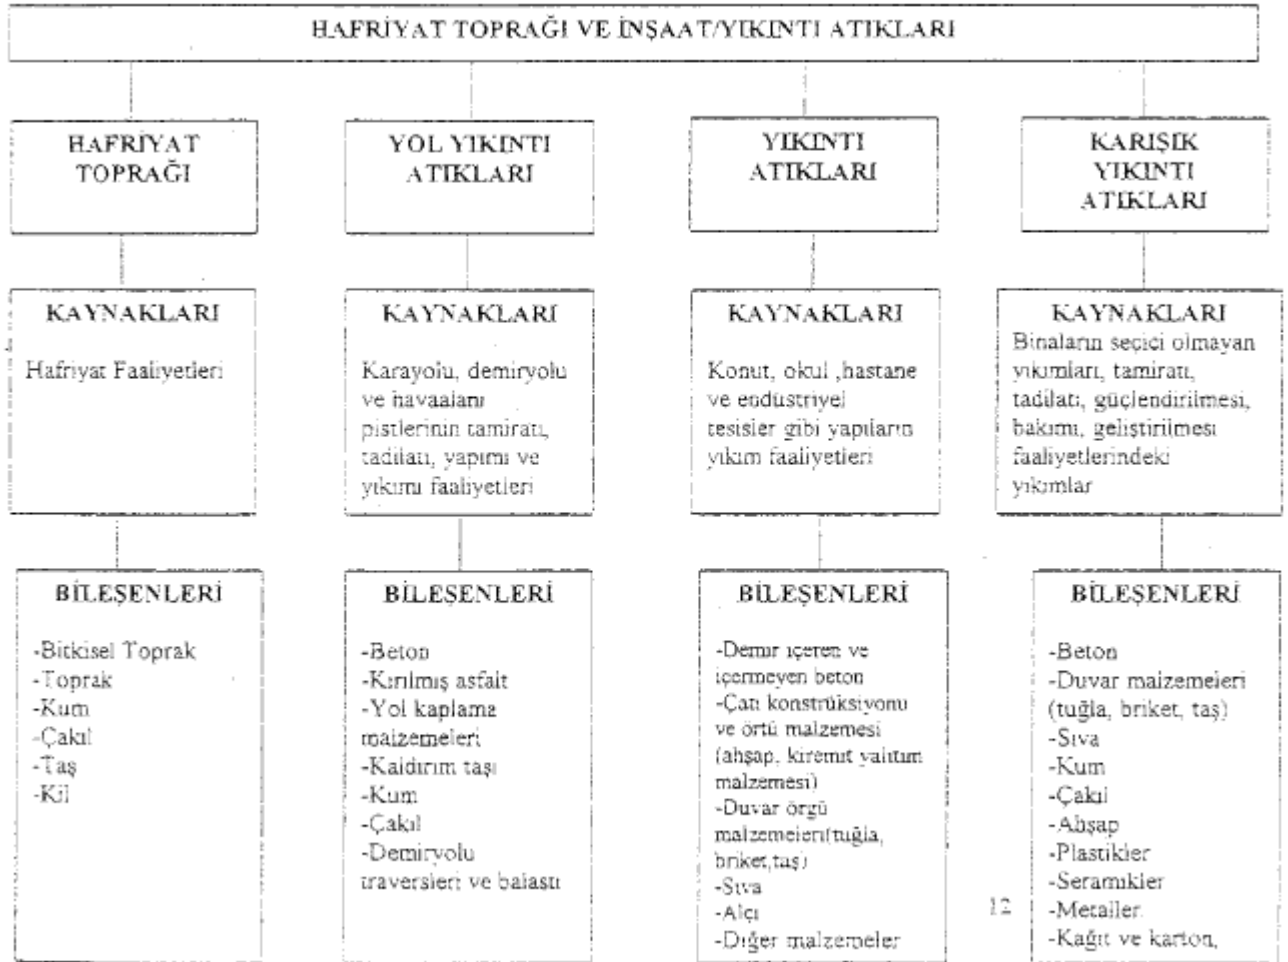 HAFRİYAT TOPRAĞI VE İNŞAAT/YIKINTI ATIKLARI
HAFRİYAT
TOPRAĞI
KAYNAKLARI
Hafriyat Faaliyetleri
BİLEŞENLERİ
-Bitkisel Toprak
-Toprak
-Kum
-Çakıl
-Taş
-Kil
YOL YIKINTI
ATIKLARI
KAYNAKLARI
Karayolu, demiryolu
ve havaalanı
pistlerinin tamiratı,
tadilatı, yapımı ve
yıkımı faaliyetleri
BİLEŞENLERİ
-Beton
-Kırılmış asfalt
-Yol kaplama
malzemeleri
-Kaldırım taşı
-Kum
-Çakıl
-Demiryolu
traversleri ve balastı
YIKINTI
ATIKLARI
KAYNAKLARI
Konut, okul ,hastane
ve endüstriyel
tesisler gibi yapıların
yıkım faaliyetleri
BİLEŞENLERİ
-Demir içeren ve
içermeyen beton
-Çatı konstrüksiyonu
ve örtü malzemesi
(ahşap, kiremit yalıtım
malzemesi)
-Duvar örgü
malzemeleri(tuğla,
briket,taş)
-Sıva
-Alçı
-Diğer malzemeler
KARIŞIK
YIKINTI
ATIKLARI
KAYNAKLARI
Binaların seçici olmayan
yıkımları, tamiratı,
tadilatı, güçlendirilmesi,
bakımı, geliştirilmesi
faaliyetlerindeki
yıkımlar
BİLEŞENLERİ
-Beton
-Duvar malzemeleri
(tuğla, briket, taş)
-Sıva
-Kum
-Çakıl
-Ahşap
-Plastikler
-Seramikler
-Metaller
-Kağıt ve karton,
12